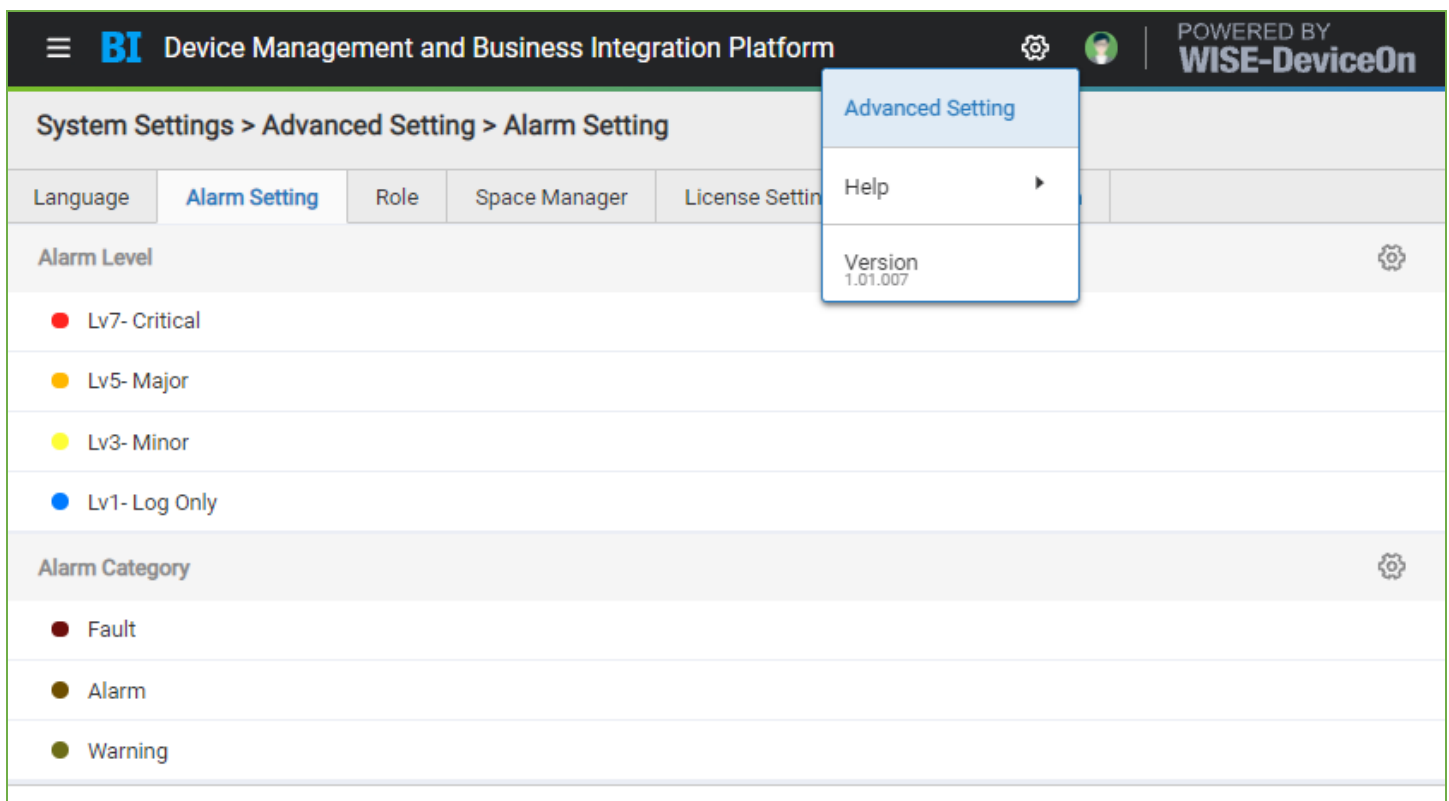 BI Device Management and Business Integration Platform
POWERED BY
WISE-DeviceOn
Advanced Setting
Help
Version
1.01.007
System Settings > Advanced Setting > Alarm Setting
Language Alarm Setting Role Space Manager License Settin
Alarm Level
Lv7- Critical
Lv5- Major
Lv3- Minor
Lv1- Log Only
Alarm Category
Fault
Alarm
Warning